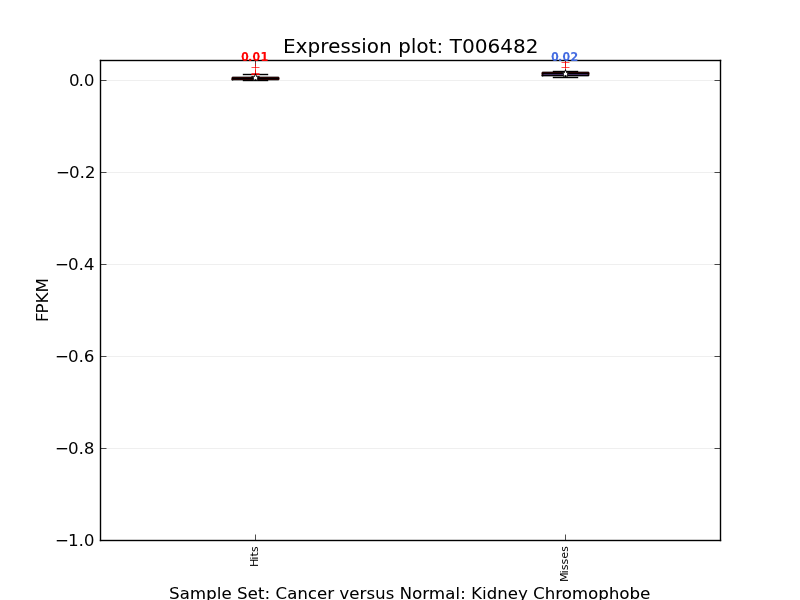 Expression plot: T006482
0.01
0.02
0.0
−0.2
−0.4
−0.6
−0.8
−1.0
FPKM
Hits
Misses
Sample Set: Cancer versus Normal: Kidney Chromophobe